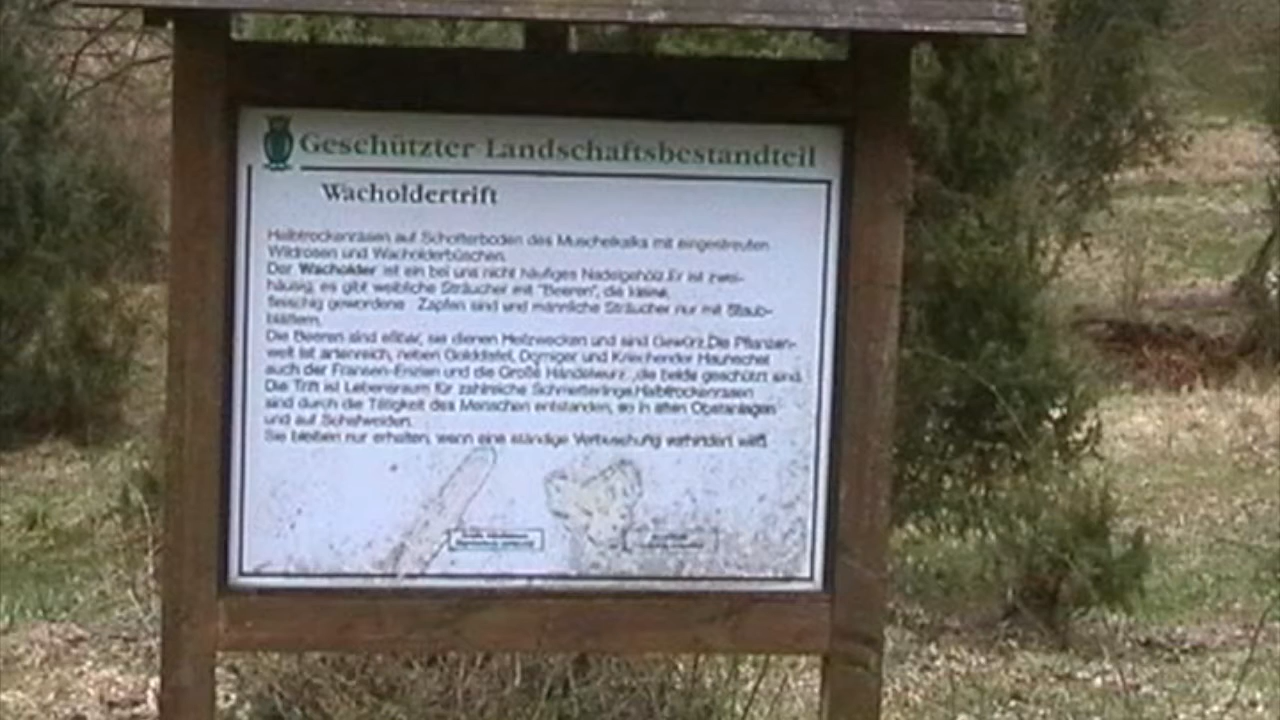 Geschützter Landschaftsbestandteil
Wacholdertrift
Halbtrockenrasen auf Schotterboden des Muschelkalks mit eingestreuten
Wildrosen und Wacholderbüschen.
Der Wacholder ist ein bei uns nicht häufiges Nadelgehölz.Er ist zwei-
häusig, es gibt weibliche Sträucher mit "Beeren", die kleine,
fleischig gewordene Zapfen sind und männliche Sträucher nur mit Staub-
blättern.
Die Beeren sind eßbar, sie dienen Heilzwecken und sind Gewürz.Die Pflanzen-
welt ist artenreich, neben Golddistel, Dorniger und Kriechender Hauhechel
auch der Fransen-Enzian und die Große Händelwurz ,die beide geschützt sind.
Die Trift ist Lebensraum für zahlreiche Schmetterlinge.Halbtrockenrasen
sind durch die Tätigkeit des Menschen entstanden, so in alten Obstanlagen
und auf Schafweiden.
Sie bleiben nur erhalten, wenn eine ständige Verbuschung verhindert wird.